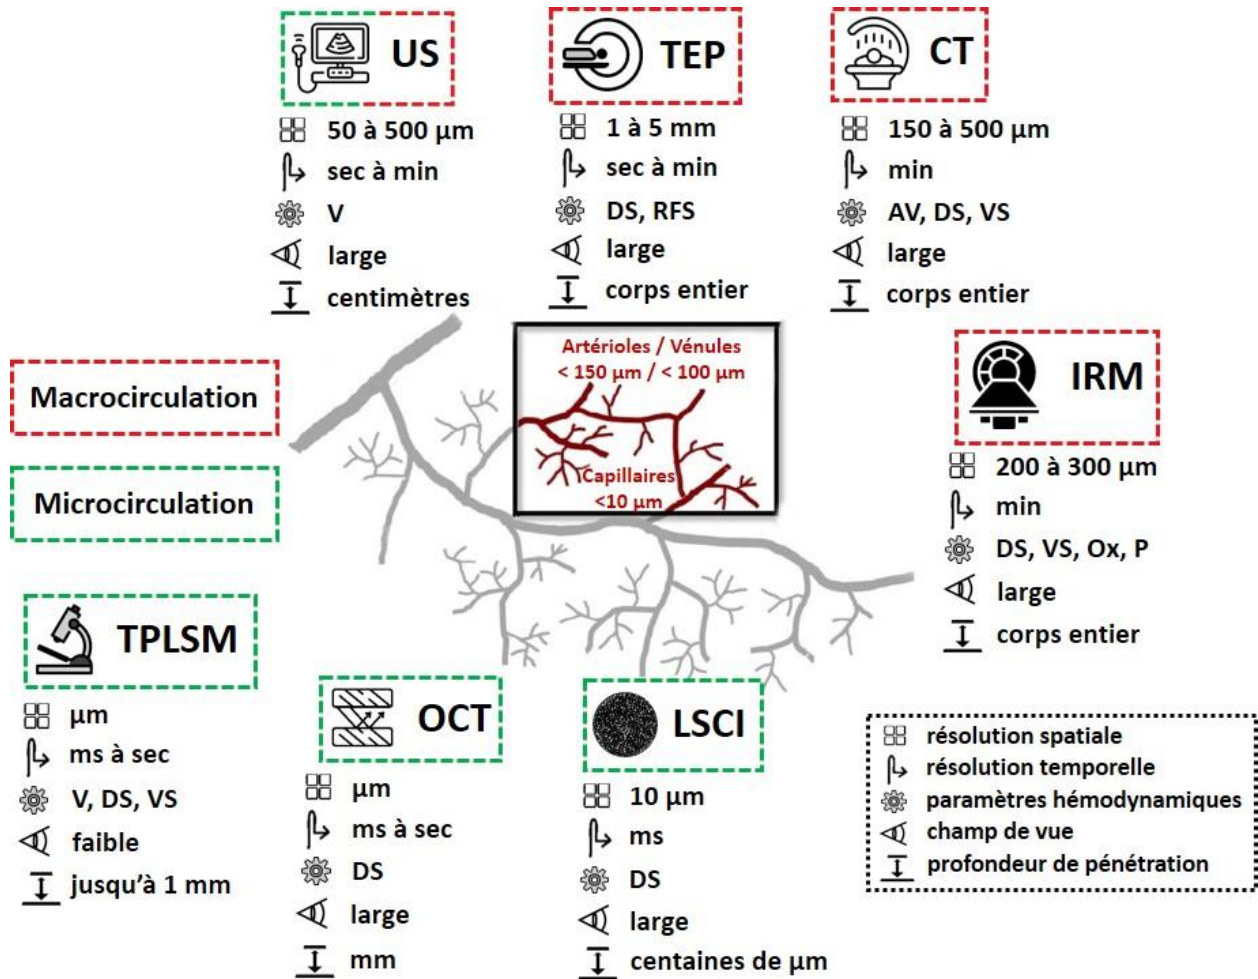 US
50 à 500 µm
sec à min
V
large
centimètres
TEP
1 à 5 mm
sec à min
DS, RFS
large
corps entier
CT
150 à 500 µm
min
AV, DS, VS
large
corps entier
Macrocirculation
Microcirculation
Artérioles / Vénules
< 150 µm / < 100 µm
Capillaires
<10 µm
IRM
200 à 300 µm
min
DS, VS, Ox, P
large
corps entier
TPLSM
µm
ms à sec
V, DS, VS
faible
jusqu’à 1 mm
OCT
µm
ms à sec
DS
large
mm
LSCI
10 µm
ms
DS
large
centaines de µm
résolution spatiale
résolution temporelle
paramètres hémodynamiques
champ de vue
profondeur de pénétration